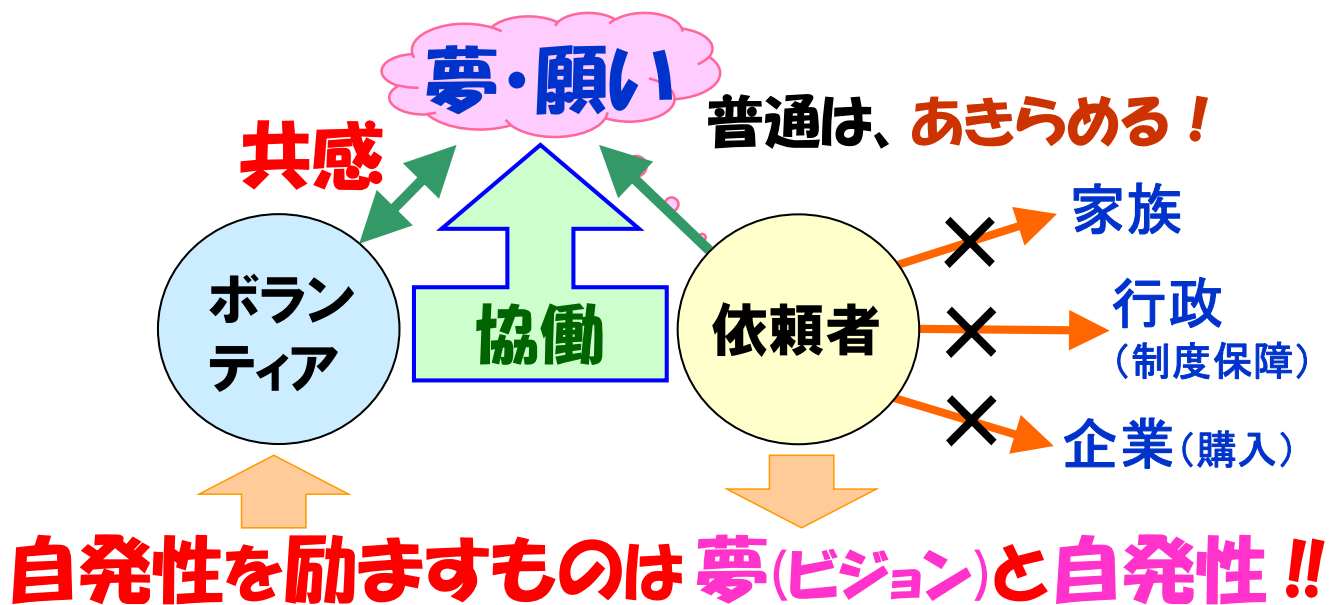 夢・願い
普通は、あきらめる！
共感
家族
ボラン
ティア
協働
依頼者
行政
（制度保障）
企業（購入）
自発性を励ますものは 夢（ビジョン）と自発性 !!